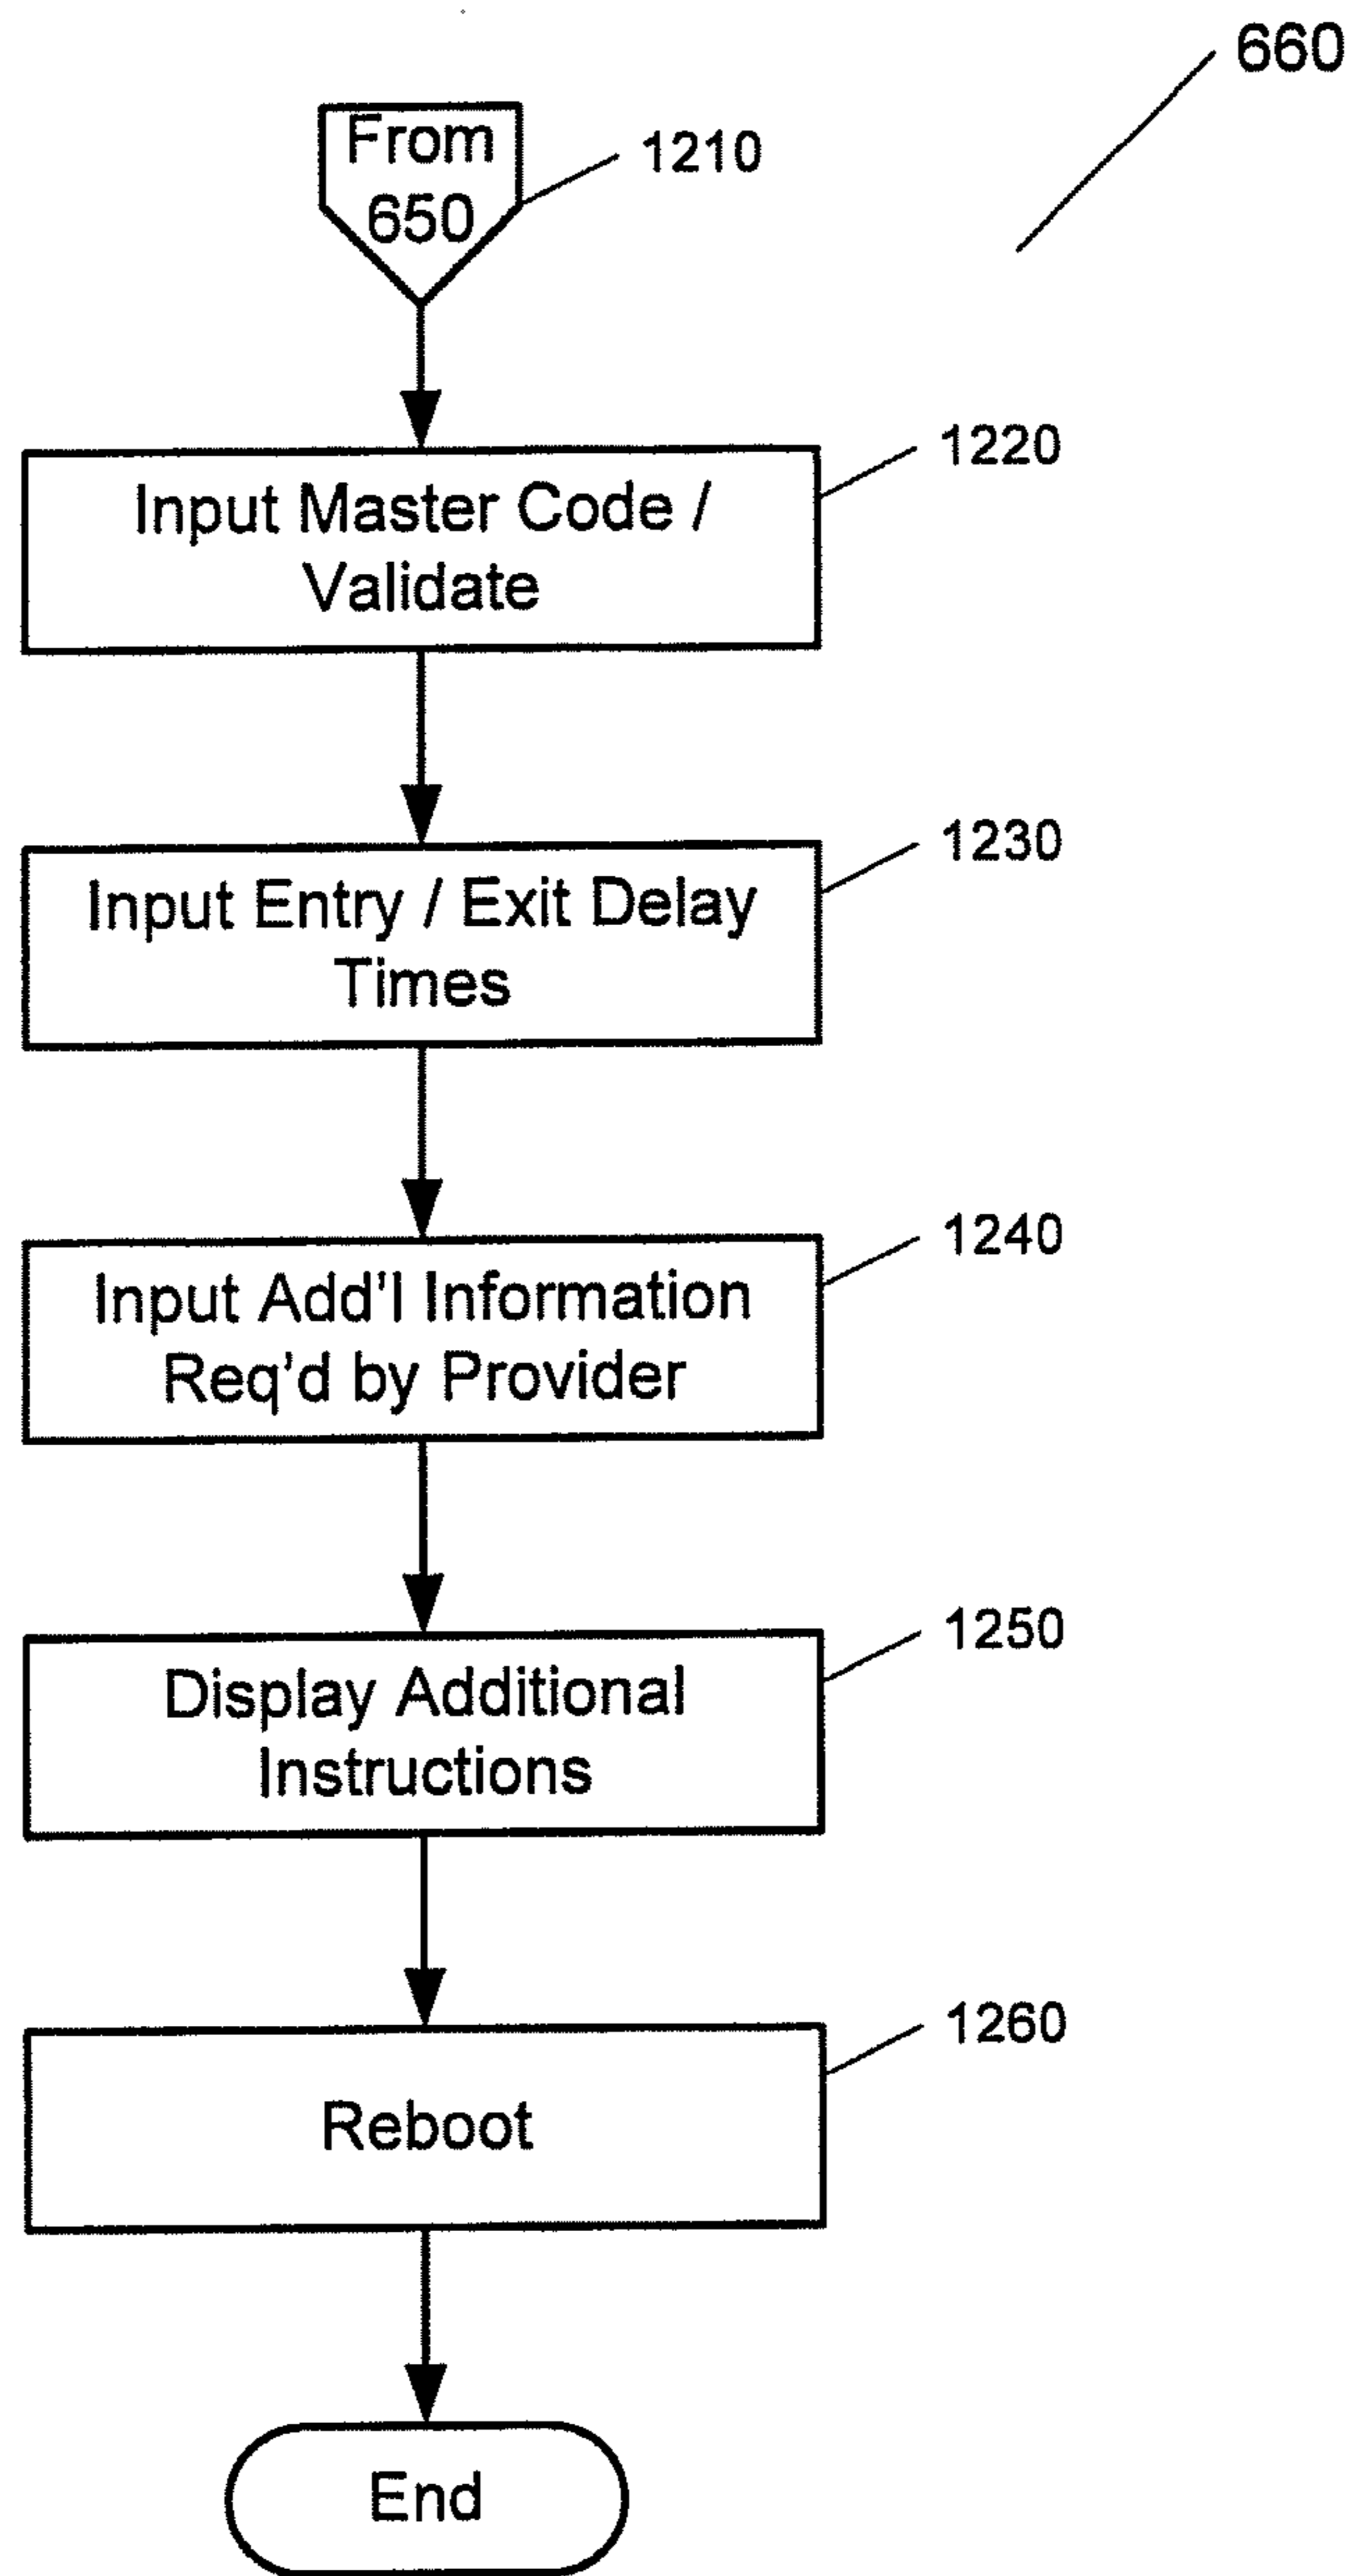 660
From
650
1210
1220
Input Master Code /
Validate
1230
Input Entry / Exit Delay
Times
1240
Input Add'l Information
Req'd by Provider
1250
Display Additional
Instructions
1260
Reboot
End